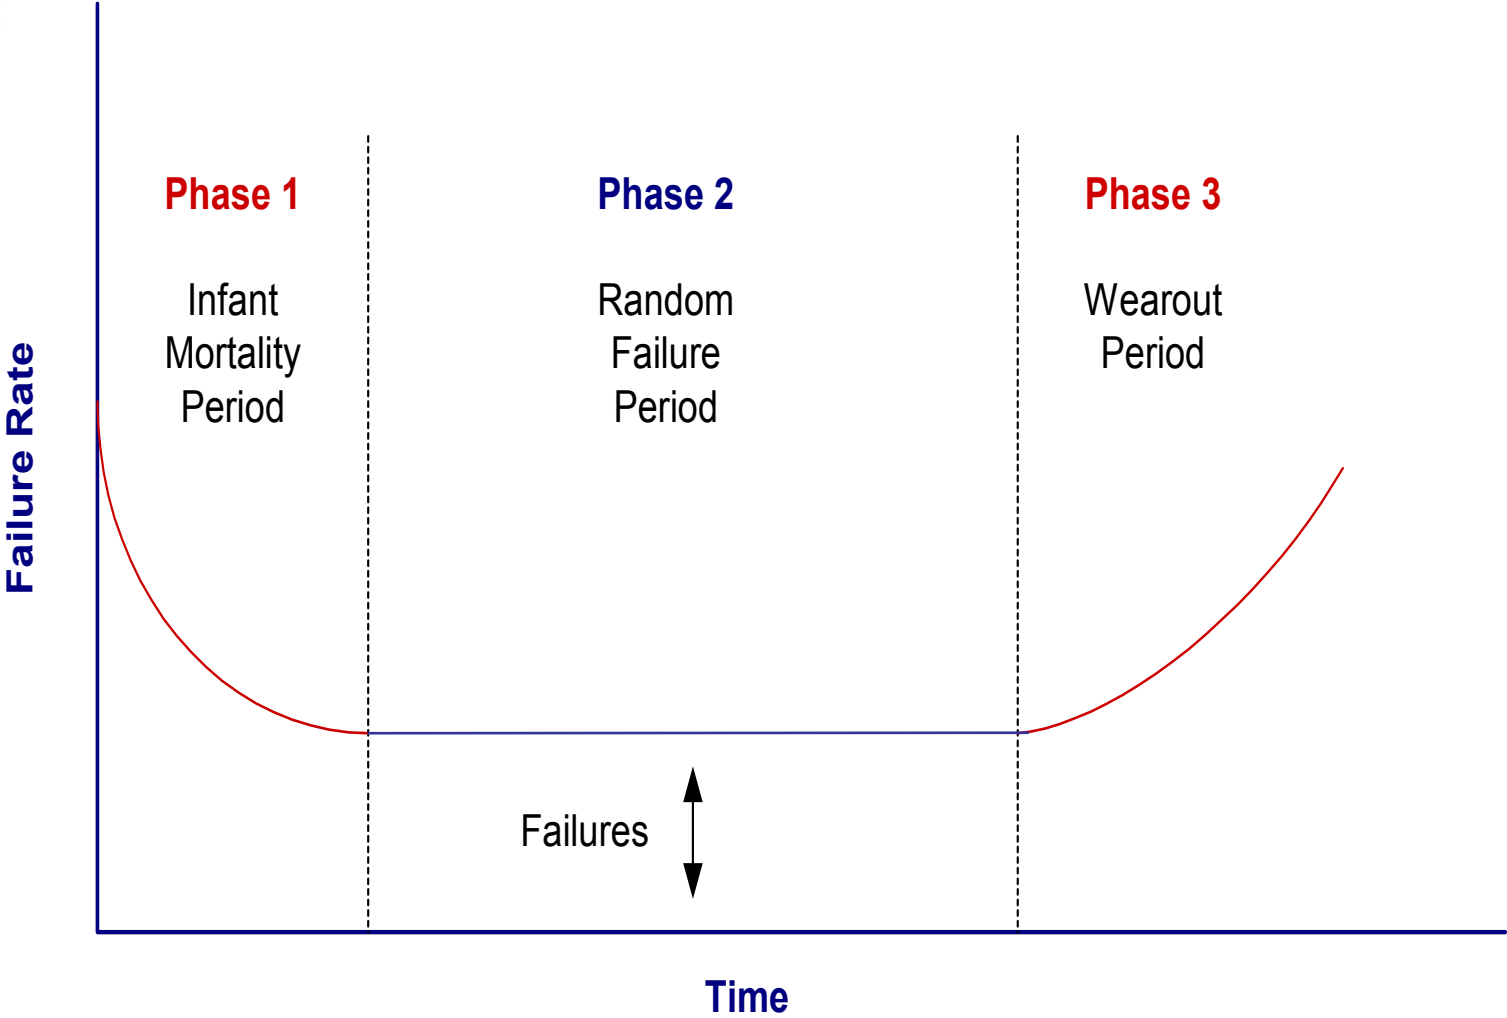 Phase 1
Infant
Mortality
Period
Phase 2
Random
Failure
Period
Phase 3
Wearout
Period
Failure Rate
Failures
Time